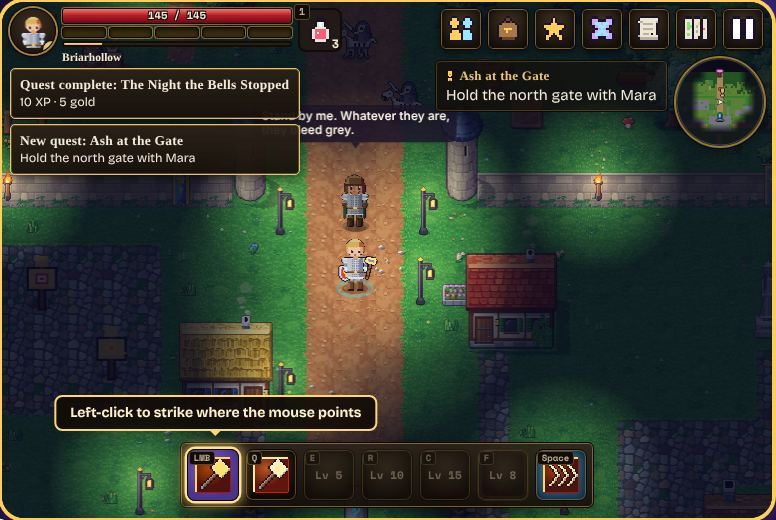 145 / 145
1
3
Briarhollow
Quest complete: The Night the Bells Stopped
10 XP · 5 gold
New quest: Ash at the Gate
Hold the north gate with Mara
Ash at the Gate
Hold the north gate with Mara
by me. Whatever they are,
bleed grey.
Left-click to strike where the mouse points
LMB
Q
E
Lv 5
R
Lv 10
C
Lv 15
F
Lv 8
Space